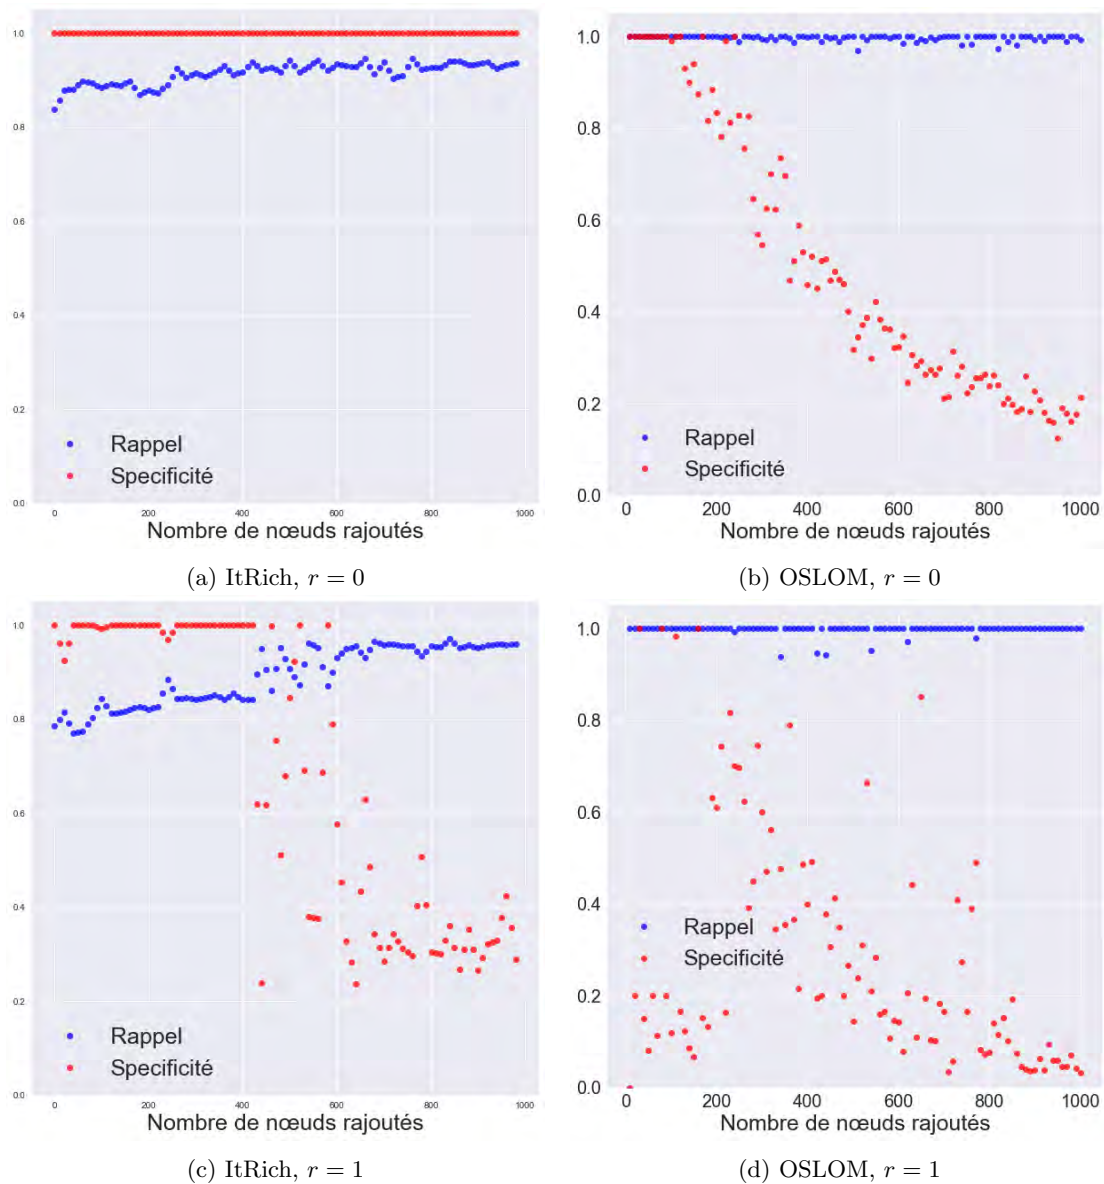 1.0
0.8
0.6
0.4
0.2
0.0
Rappel
Specificité
0 200 400 600 800 1000
Nombre de nœuds rajoutés
(a) ItRich, r = 0
1.0
0.8
0.6
0.4
0.2
0.0
Rappel
Specificité
0 200 400 600 800 1000
Nombre de nœuds rajoutés
(b) OSLOM, r = 0
1.0
0.8
0.6
0.4
0.2
0.0
Rappel
Specificité
0 200 400 600 800 1000
Nombre de nœuds rajoutés
(c) ItRich, r = 1
1.0
0.8
0.6
0.4
0.2
0.0
Rappel
Specificité
0 200 400 600 800 1000
Nombre de nœuds rajoutés
(d) OSLOM, r = 1